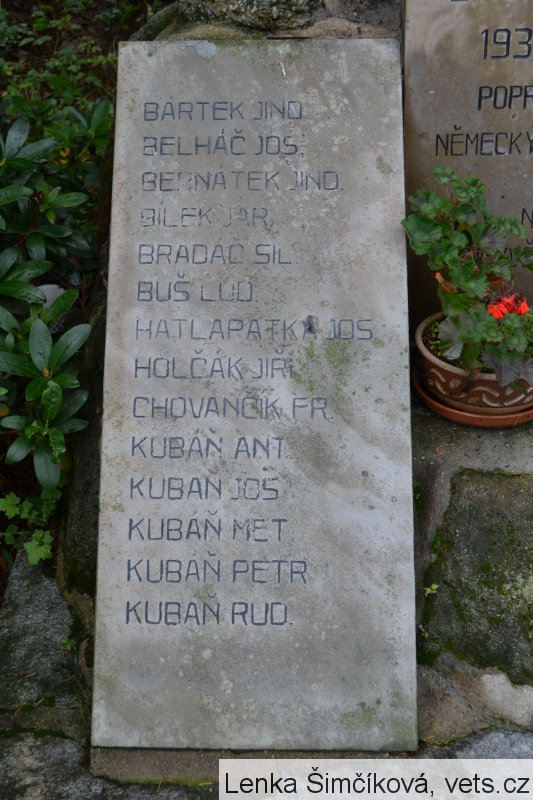 BÁRTEK JIND.
BELHÁČ JOS.
BERNÁTEK JIND.
BÍLEK JAR.
BRADÁČ SIL.
BUŠ LUD.
HATLAPATKA JOS.
HOLČÁK JIŘÍ
CHOVANČÍK FR.
KUBÁŇ ANT.
KUBÁŇ JOS
KUBÁŇ MET
KUBÁŇ PETR
KUBÁŇ RUD.
193
POPR
NĚMECKÝ
Lenka Šimčíková, vets.cz